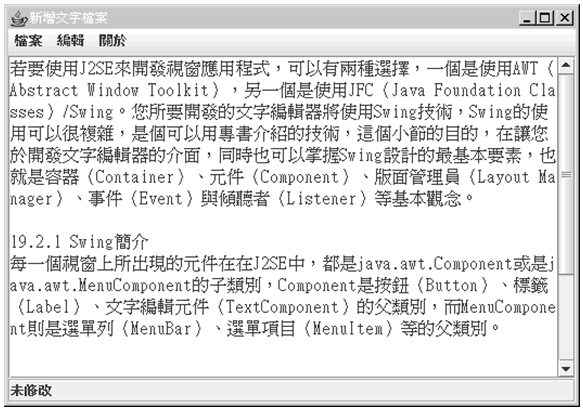 新增文字檔案
檔案 編輯 關於
若要使用J2SE來開發視窗應用程式，可以有兩種選擇，一個是使用AWT（
Abstract Window Toolkit），另一個是使用JFC（Java Foundation Cla
sses）/Swing。您所要開發的文字編輯器將使用Swing技術，Swing的使
用可以很複雜，是個可以用專書介紹的技術，這個小節的目的，在讓您
於開發文字編輯器的介面，同時也可以掌握Swing設計的最基本要素，也
就是容器（Container）、元件（Component）、版面管理員（Layout Ma
nager）、事件（Event）與傾聽者（Listener）等基本觀念。
19.2.1 Swing簡介
每一個視窗上所出現的元件在在J2SE中，都是java.awt.Component或是j
ava.awt.MenuComponent的子類別，Component是按鈕（Button）、標籤
（Label）、文字編輯元件（TextComponent）的父類別，而MenuCompone
nt則是選單列（MenuBar）、選單項目（MenuItem）等的父類別。
未修改